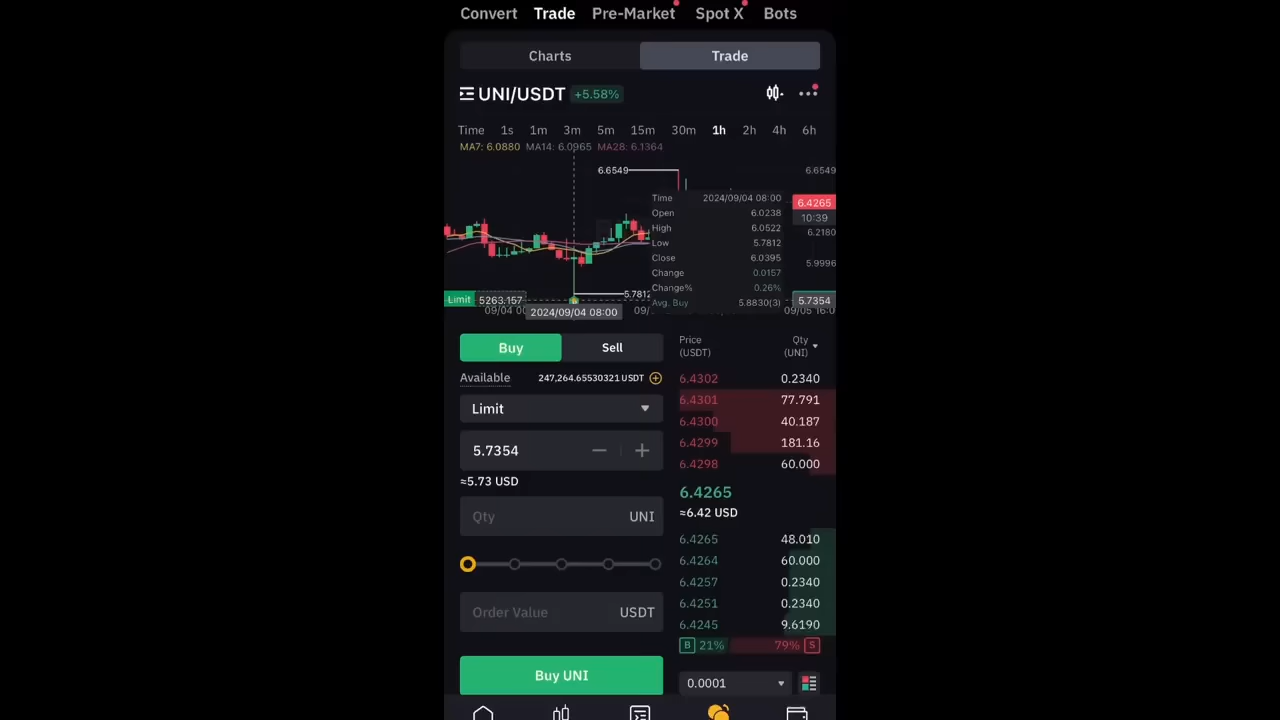 Convert Trade Pre-Market Spot X Bots
Charts Trade
UNI/USDT +5.58%
Time 1s 1m 3m 5m 15m 30m 1h 2h 4h 6h
MA7: 6.0880 MA14: 6.0965 MA28: 6.1364
6.6549 6.6549
Time 2024/09/04 08:00
6.4265
Open 6.0238
10:39
High 6.0522
6.2180
Low 5.7812
Close 6.0395
5.9996
Change 0.0157
Change% 0.26%
5.7812
Limit 5263.157
Avg. Buy 5.8830(3)
5.7354
09/04 2024/09/04 08:00 09/ 09/05 16:0
Buy Sell
Available 247,264.65530321 USDT
Limit
5.7354
≈5.73 USD
Qty UNI
Order Value USDT
Buy UNI
Price Qty
(USDT) (UNI)
6.4302 0.2340
6.4301 77.791
6.4300 40.187
6.4299 181.16
6.4298 60.000
6.4265
≈6.42 USD
6.4265 48.010
6.4264 60.000
6.4257 0.2340
6.4251 0.2340
6.4245 9.6190
B 21% 79% S
0.0001